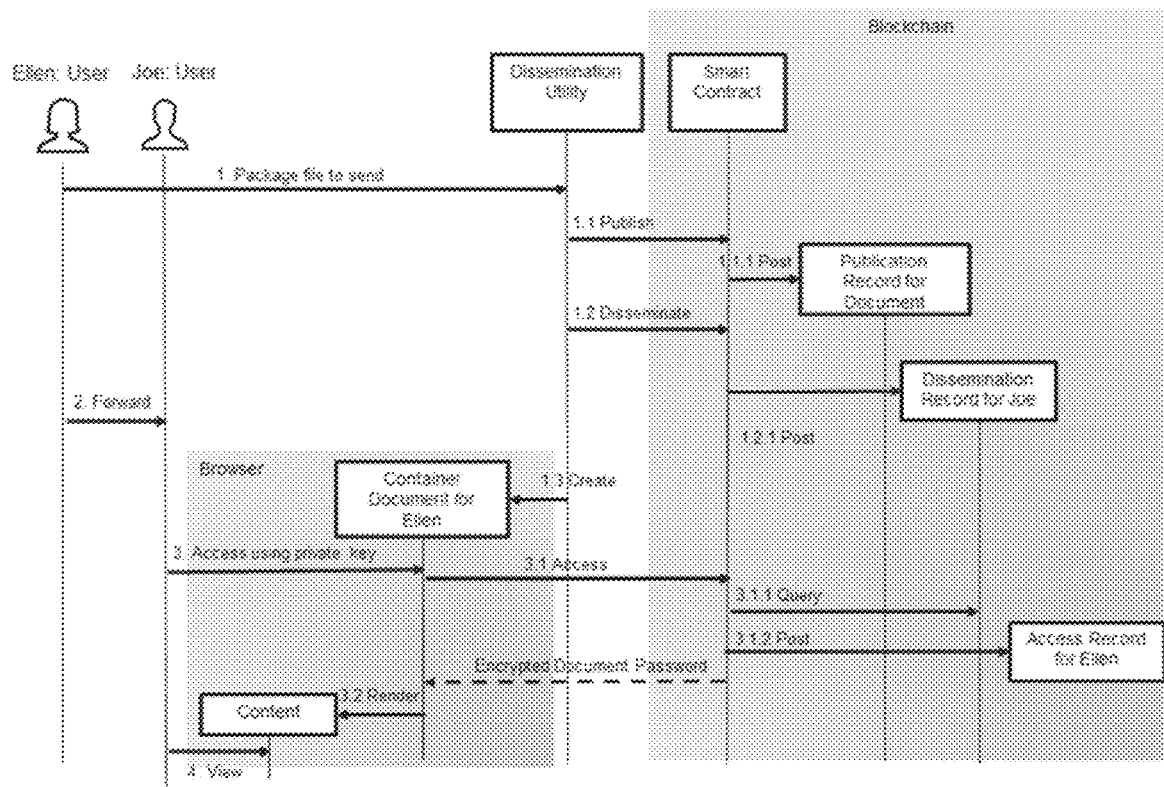 Blockchain
Ellen: User
Joe: User
Dissemination
Utility
Smart
Contract
1. Package file to send
1.1 Publish
1.1.1 Post
Publication
Record for
Document
1.2 Disseminate
Dissemination
Record for Joe
2. Forward
1.2.1 Post
Browser
Container
Document for
Ellen
1.3 Create
3. Access using private key
3.1 Access
3.1.1 Query
3.1.2 Post
Access Record
for Ellen
Encrypted Document Password
3.2 Render
Content
4. View